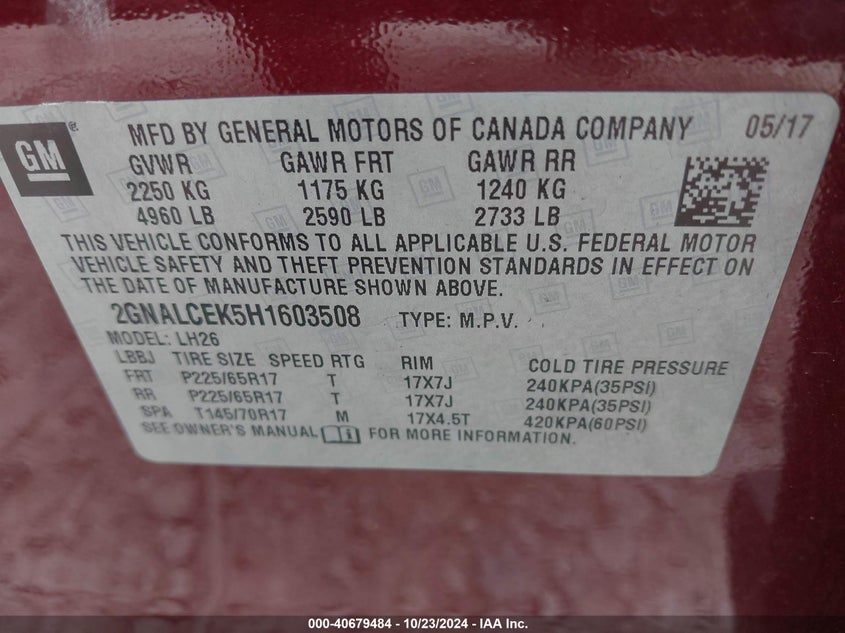 GM ®
MFD BY GENERAL MOTORS OF CANADA COMPANY 05/17
GVWR GAWR FRT GAWR RR
2250 KG 1175 KG 1240 KG
4960 LB 2590 LB 2733 LB
THIS VEHICLE CONFORMS TO ALL APPLICABLE U.S. FEDERAL MOTOR
VEHICLE SAFETY AND THEFT PREVENTION STANDARDS IN EFFECT ON
THE DATE OF MANUFACTURE SHOWN ABOVE.
2GNALCEK5H1603508 TYPE: M.P.V.
MODEL: LH26
LBBJ TIRE SIZE SPEED RTG RIM COLD TIRE PRESSURE
FRT P225/65R17 T 17X7J 240KPA(35PSI)
RR P225/65R17 T 17X7J 240KPA(35PSI)
SPA T145/70R17 M 17X4.5T 420KPA(60PSI)
SEE OWNER'S MANUAL FOR MORE INFORMATION.
000-40679484 - 10/23/2024 - IAA Inc.